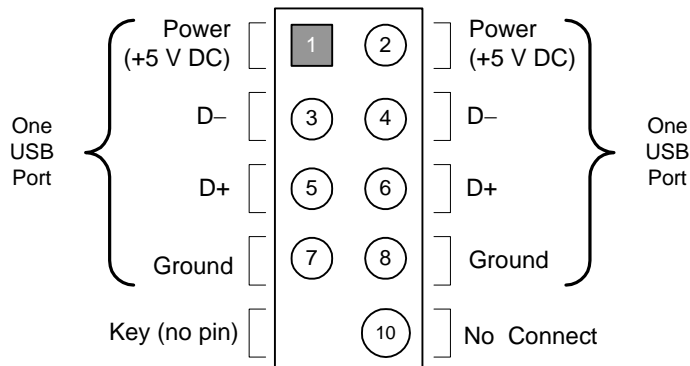 Power
(+5 V DC)
1
2
Power
(+5 V DC)
D–
3
4
D–
One
USB
Port
One
USB
Port
D+
5
6
D+
Ground
7
8
Ground
Key (no pin)
10
No Connect